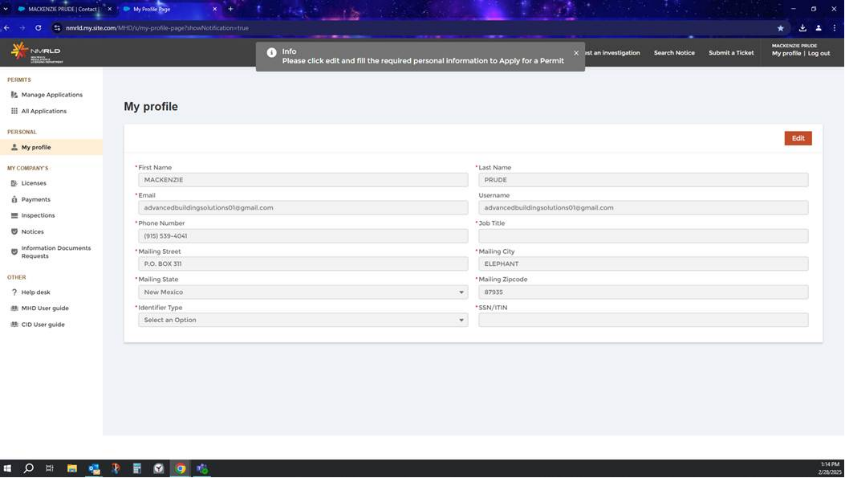 MACKENZIE PRUDE | Contact |
My Profile Page
nmrld.my.site.com/MHD/s/my-profile-page?showNotification=true
NMRLD
Info
Please click edit and fill the required personal information to Apply for a Permit
est an Investigation
Search Notice
Submit a Ticket
MACKENZIE PRUDE
My profile | Log out
PERMITS
Manage Applications
All Applications
PERSONAL
My profile
MY COMPANY'S
Licenses
Payments
Inspections
Notices
Information Documents
Requests
OTHER
Help desk
MHD User guide
CID User guide
My profile
Edit
*First Name
MACKENZIE
*Last Name
PRUDE
*Email
advancedbuildingsolutions01@gmail.com
Username
advancedbuildingsolutions01@gmail.com
*Phone Number
(915) 539-4041
*Job Title
*Mailing Street
P.O. BOX 311
*Mailing City
ELEPHANT
*Mailing State
New Mexico
*Mailing Zipcode
87935
*Identifier Type
Select an Option
*SSN/ITIN
1:14 PM
2/28/2025